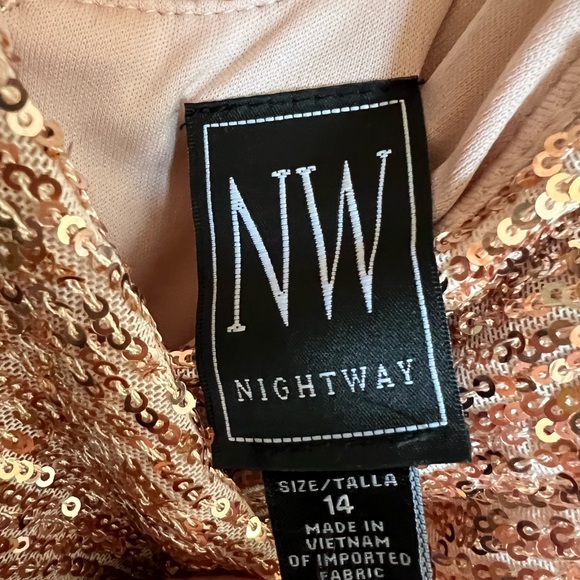 NW
NIGHTWAY
SIZE/TALLA
14
MADE IN
VIETNAM
OF IMPORTED
FABRIC